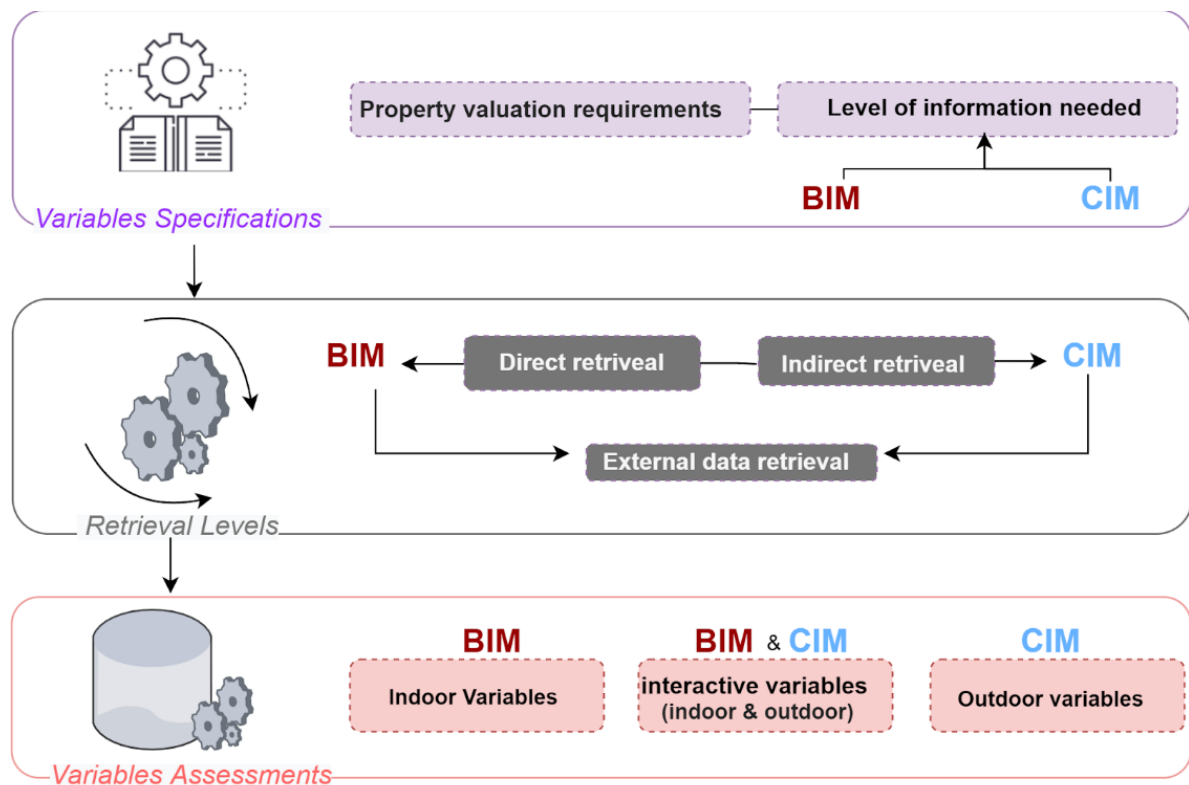 Property valuation requirements
Level of information needed
BIM
CIM
Variables Specifications
BIM
Direct retriveal
Indirect retriveal
CIM
External data retrieval
Retrieval Levels
BIM
BIM & CIM
CIM
Indoor Variables
interactive variables
(indoor & outdoor)
Outdoor variables
Variables Assessments